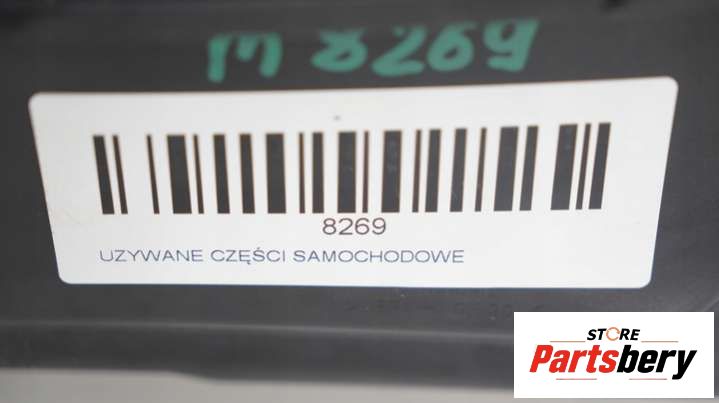 M 8269
8269
UZYWANE CZĘŚCI SAMOCHODOWE
STORE
Partsbery